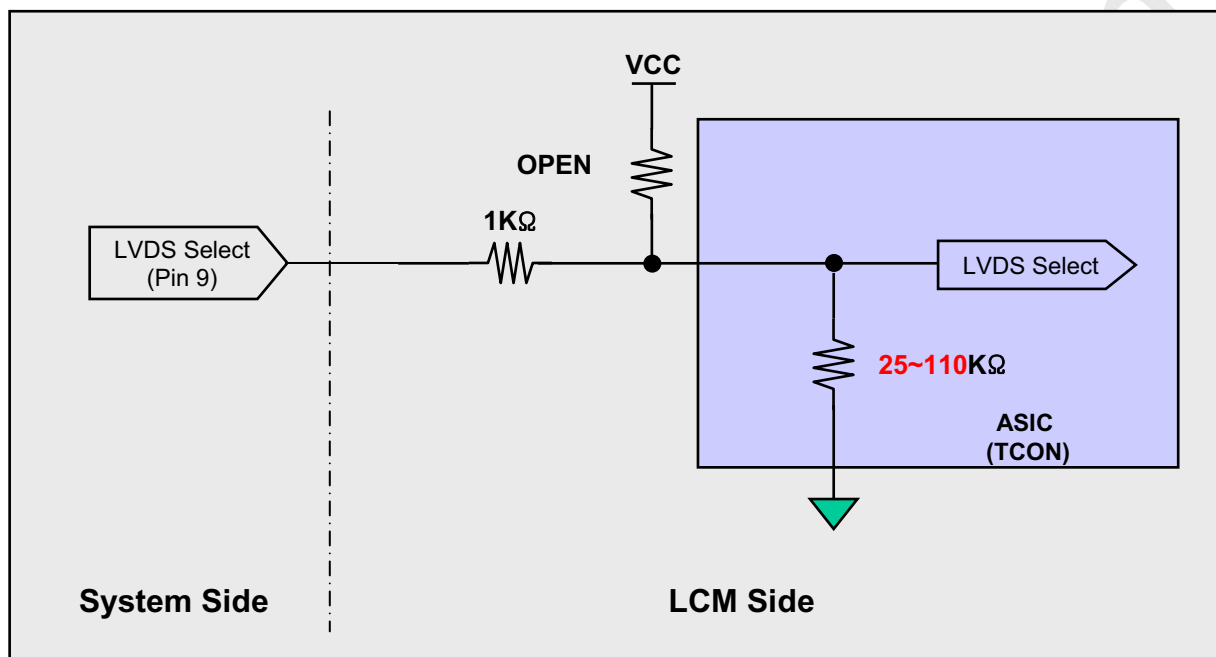 VCC
OPEN
1KΩ
LVDS Select
(Pin 9)
LVDS Select
25~110KΩ
ASIC
(TCON)
System Side
LCM Side